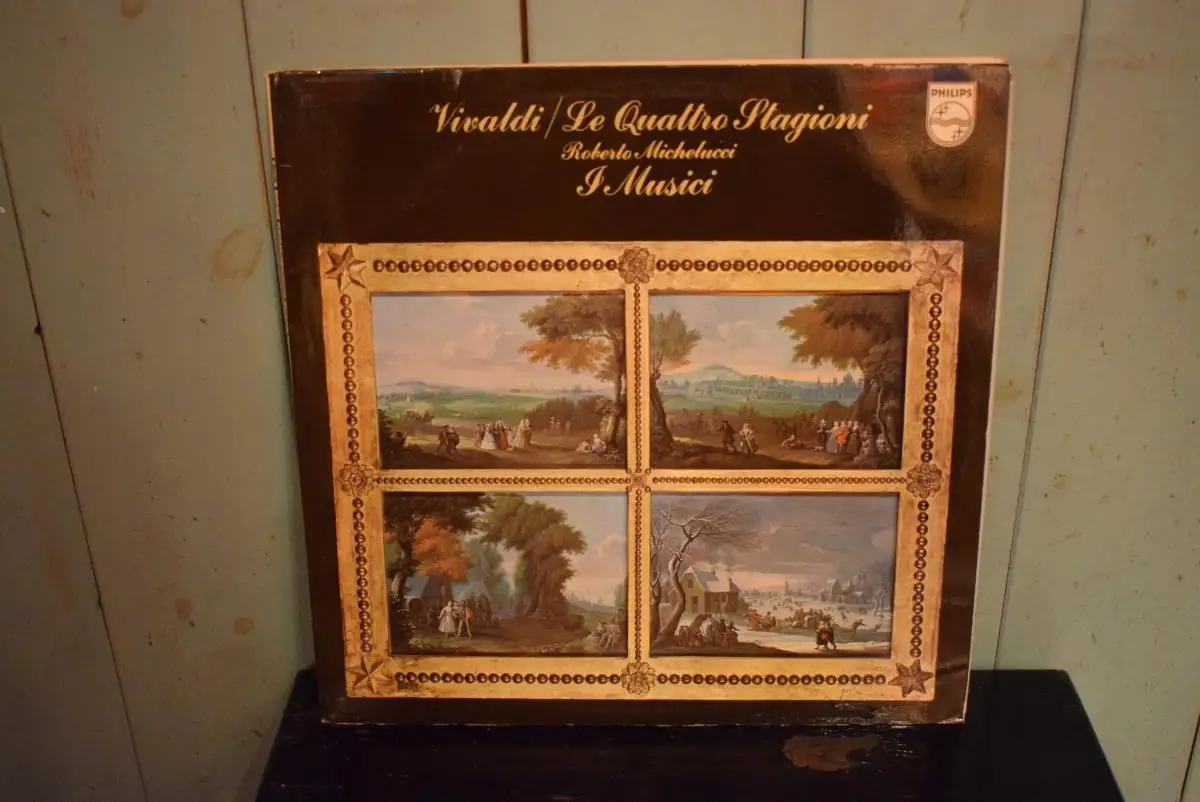 Vivaldi/Le Quattro Stagioni
Roberto Michelucci
I Musici
PHILIPS